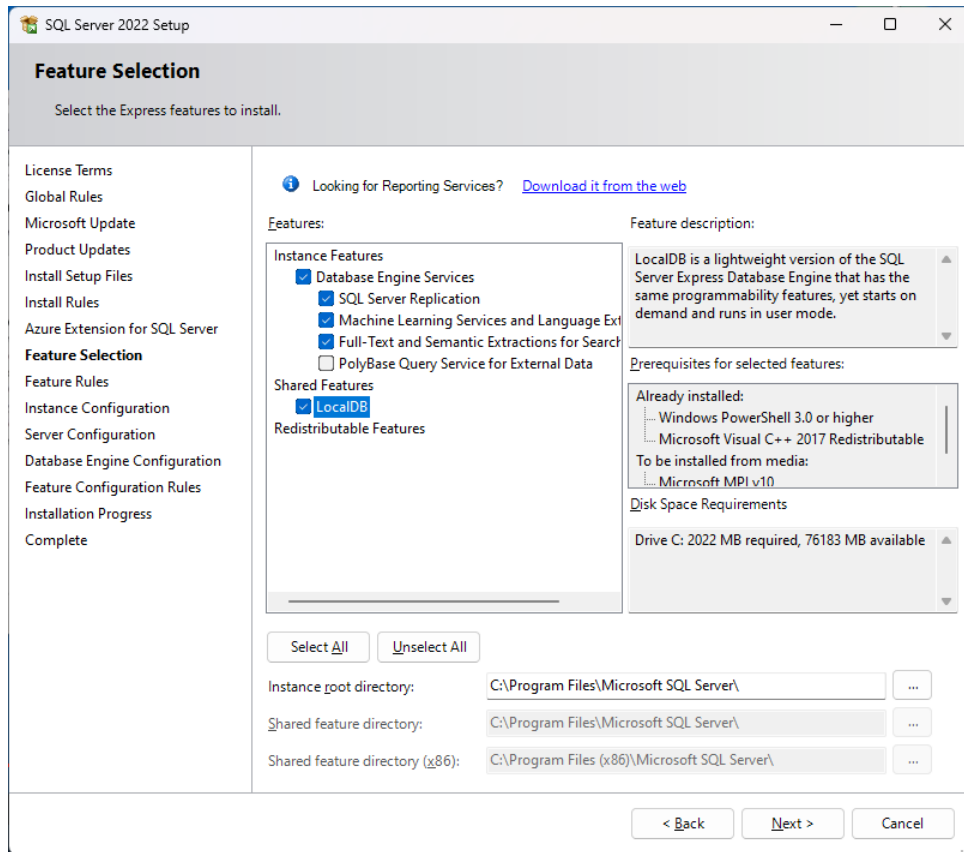 SQL Server 2022 Setup
Feature Selection
Select the Express features to install.
License Terms
Global Rules
Microsoft Update
Product Updates
Install Setup Files
Install Rules
Azure Extension for SQL Server
Feature Selection
Feature Rules
Instance Configuration
Server Configuration
Database Engine Configuration
Feature Configuration Rules
Installation Progress
Complete
Looking for Reporting Services? Download it from the web
Features:
Instance Features
Database Engine Services
SQL Server Replication
Machine Learning Services and Language Ext
Full-Text and Semantic Extractions for Search
PolyBase Query Service for External Data
Shared Features
LocalDB
Redistributable Features
Feature description:
LocalDB is a lightweight version of the SQL
Server Express Database Engine that has the
same programmability features, yet starts on
demand and runs in user mode.
Prerequisites for selected features:
Already installed:
Windows PowerShell 3.0 or higher
Microsoft Visual C++ 2017 Redistributable
To be installed from media:
Microsoft MPI v10
Disk Space Requirements
Drive C: 2022 MB required, 76183 MB available
Select All Unselect All
Instance root directory: C:\Program Files\Microsoft SQL Server\ ...
Shared feature directory: C:\Program Files\Microsoft SQL Server\ ...
Shared feature directory (x86): C:\Program Files (x86)\Microsoft SQL Server\ ...
< Back Next > Cancel